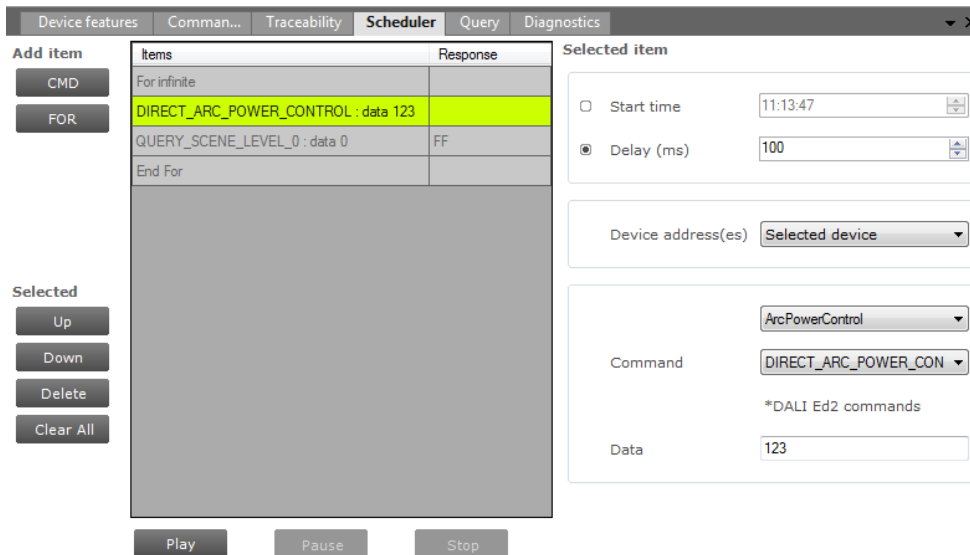 Device features Comman... Traceability Scheduler Query Diagnostics
Add item
CMD
FOR
Items Response
For infinite
DIRECT_ARC_POWER_CONTROL : data 123
QUERY_SCENE_LEVEL_0 : data 0 FF
End For
Selected
Up
Down
Delete
Clear All
Play Pause Stop
Selected item
Start time 11:13:47
Delay (ms) 100
Device address(es) Selected device
ArcPowerControl
Command DIRECT_ARC_POWER_CON
*DALI Ed2 commands
Data 123